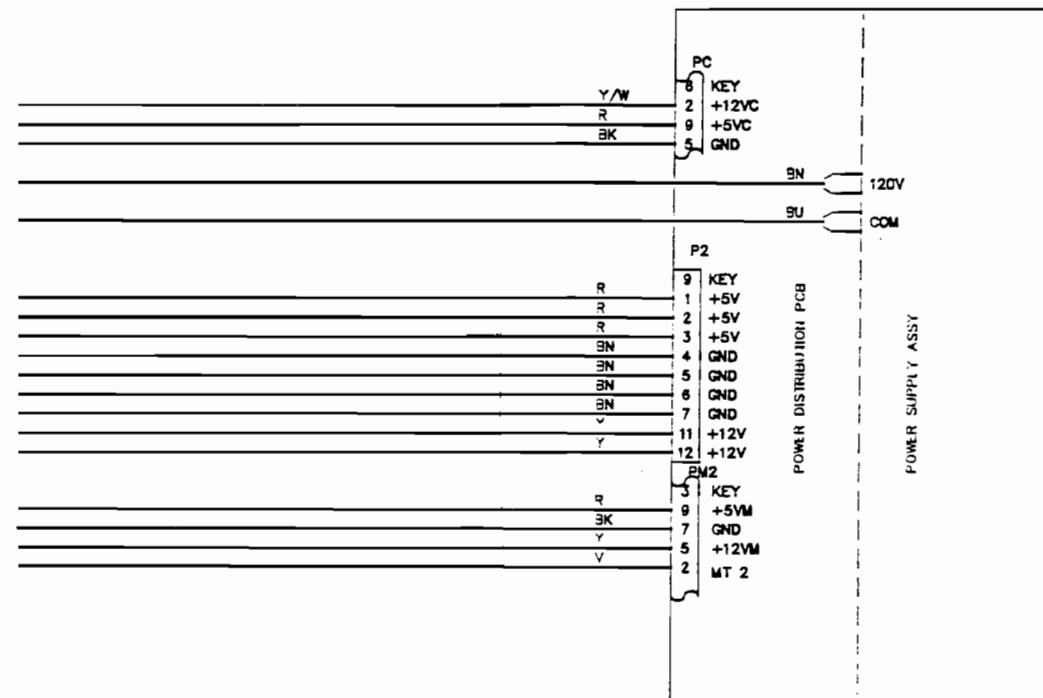 PC
8 KEY
Y/W 2 +12VC
R 9 +5VC
BK 5 GND
BN 120V
BU COM
P2
9 KEY
R 1 +5V
R 2 +5V
R 3 +5V
BN 4 GND
BN 5 GND
BN 6 GND
BN 7 GND
Y 11 +12V
Y 12 +12V
PM2
3 KEY
R 9 +5VM
BK 7 GND
Y 5 +12VM
V 2 MT 2
POWER DISTRIBUTION PCB
POWER SUPPLY ASSY